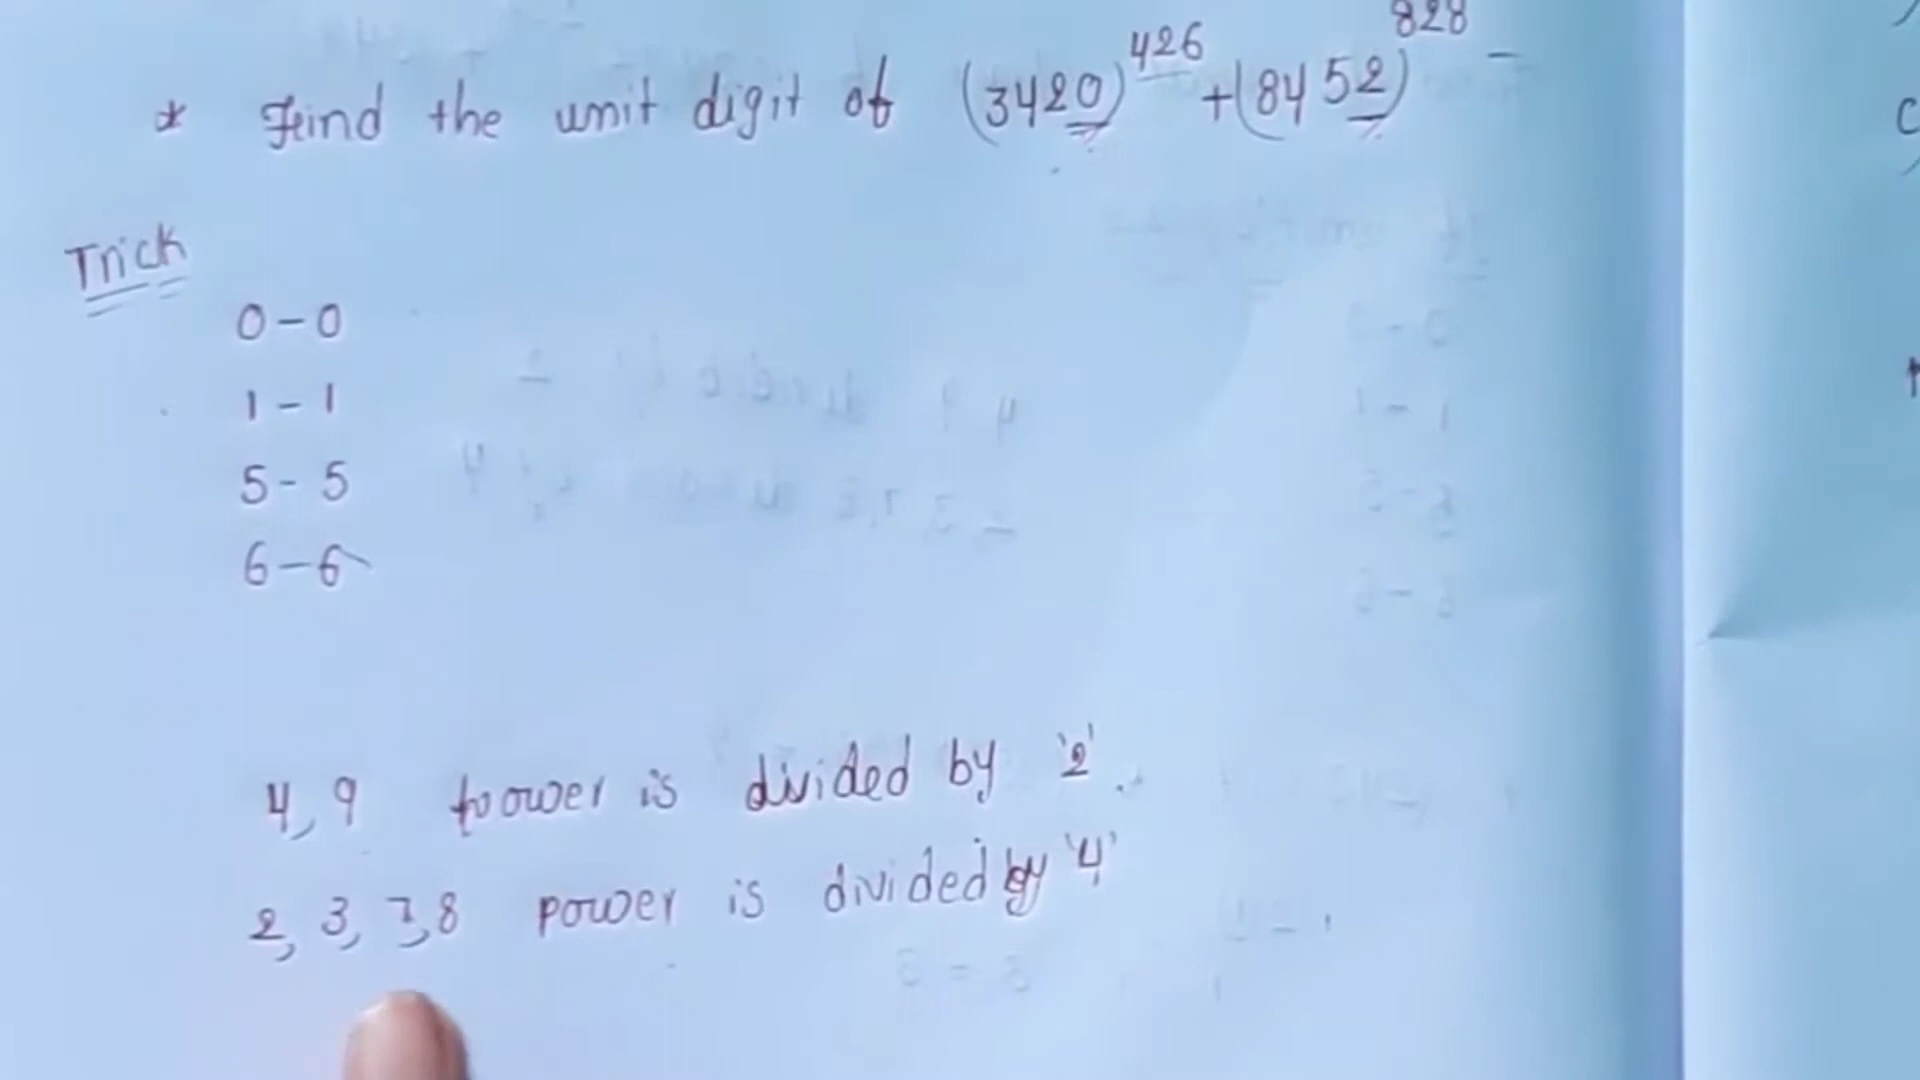 * Find the unit digit of (3420)^426 + (8452)^828 -
Trick
0-0
1-1
5-5
6-6
4,9 power is divided by '2'.
2,3,7,8 power is divided by '4'